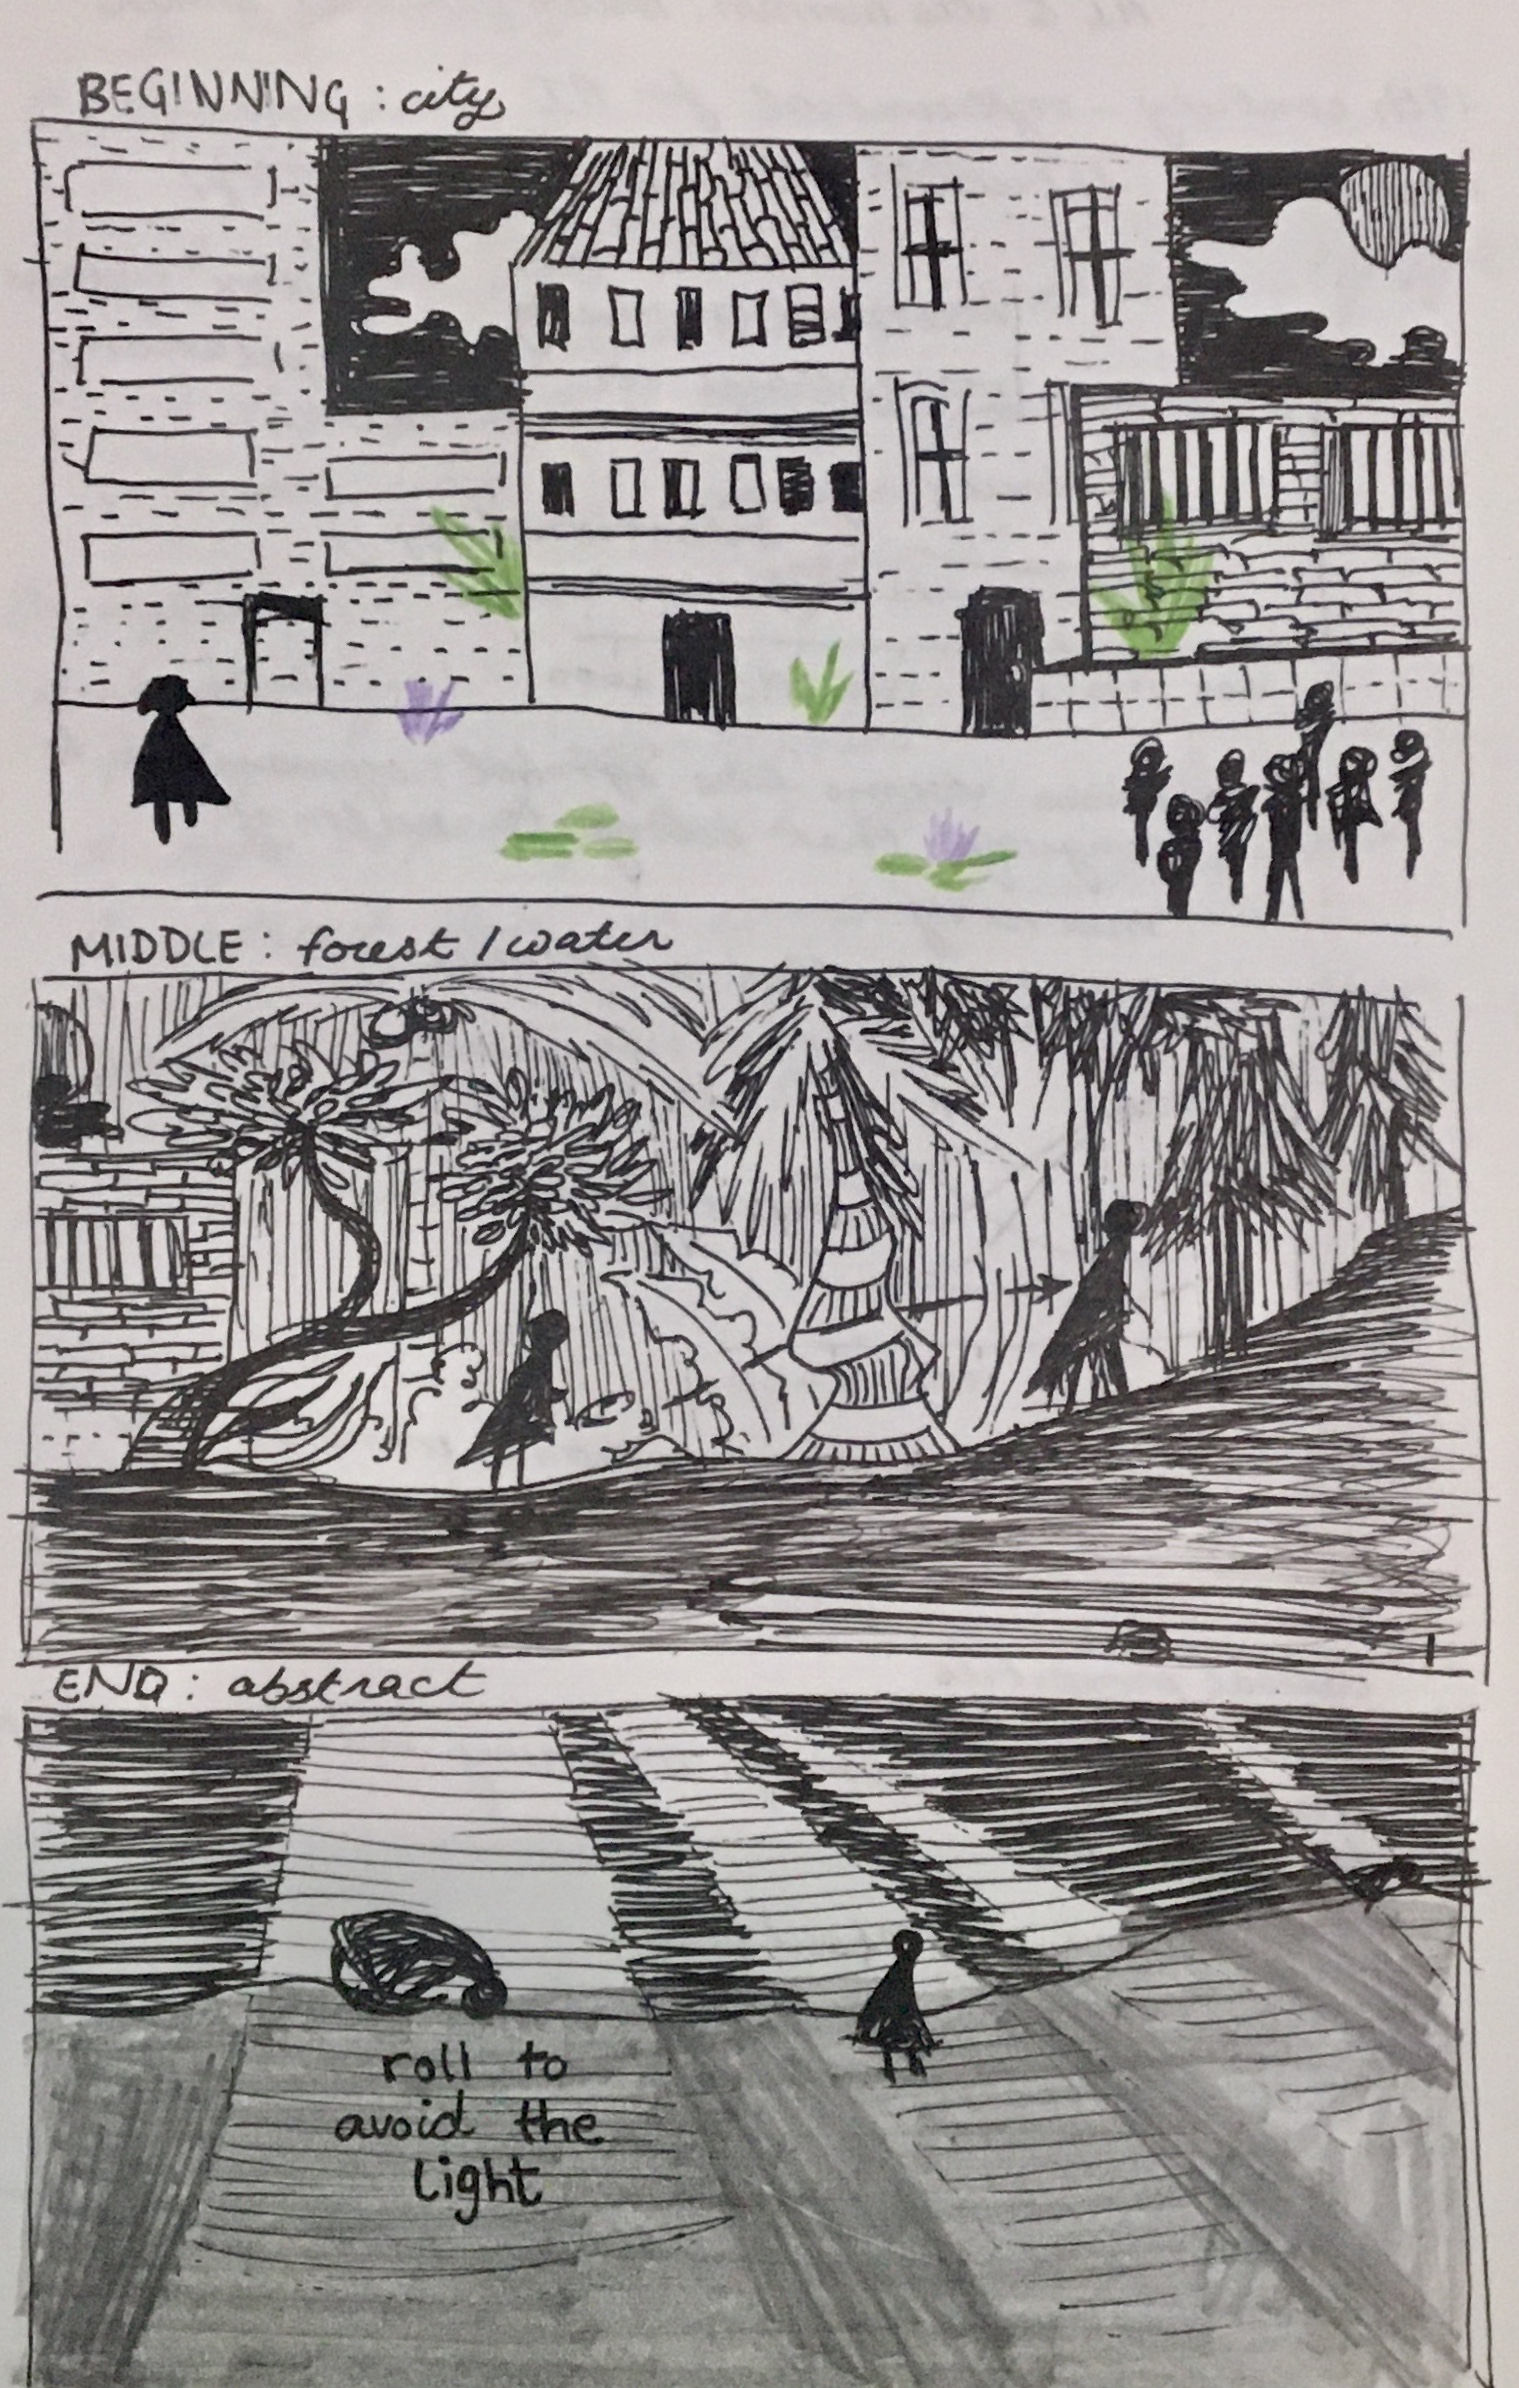 BEGINNING : city
MIDDLE : forest / water
END : abstract
roll to
avoid the
light